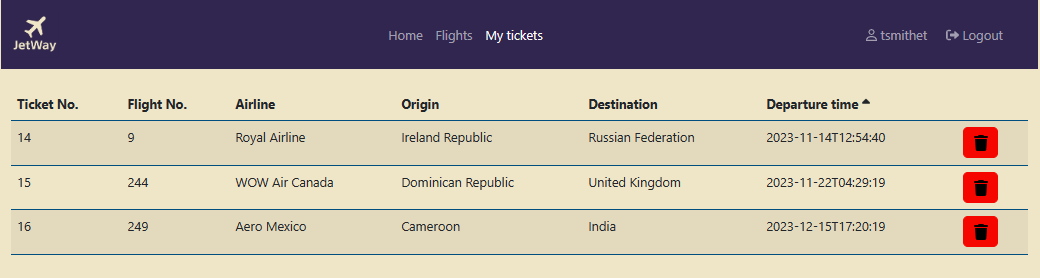 JetWay
Home Flights My tickets tsmithet Logout
Ticket No. Flight No. Airline Origin Destination Departure time
14 9 Royal Airline Ireland Republic Russian Federation 2023-11-14T12:54:40
15 244 WOW Air Canada Dominican Republic United Kingdom 2023-11-22T04:29:19
16 249 Aero Mexico Cameroon India 2023-12-15T17:20:19